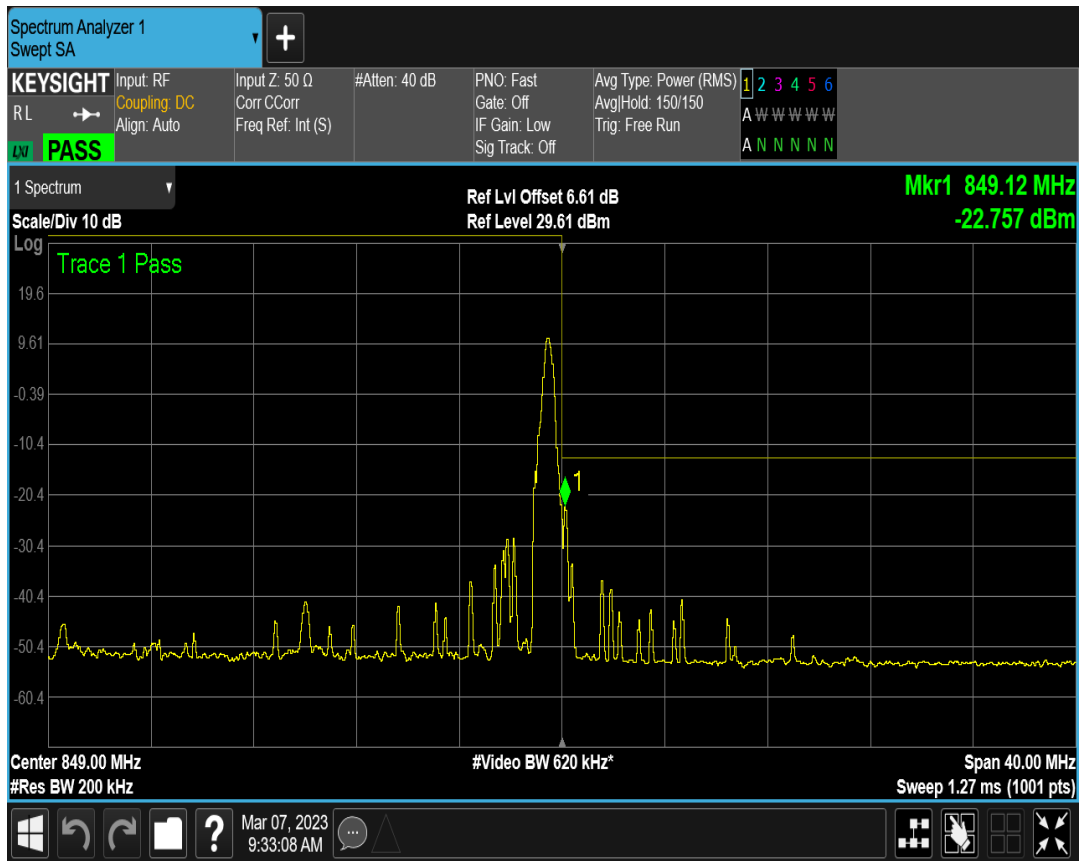 Spectrum Analyzer 1
Swept SA
+
KEYSIGHT
RL
LXI PASS
Input: RF
Coupling: DC
Align: Auto
Input Z: 50 Ω
Corr CCorr
Freq Ref: Int (S)
#Atten: 40 dB
PNO: Fast
Gate: Off
IF Gain: Low
Sig Track: Off
Avg Type: Power (RMS)
Avg|Hold: 150/150
Trig: Free Run
1 2 3 4 5 6
A W W W W W
A N N N N N
1 Spectrum
Scale/Div 10 dB
Ref Lvl Offset 6.61 dB
Ref Level 29.61 dBm
Mkr1 849.12 MHz
-22.757 dBm
Log
Trace 1 Pass
19.6
9.61
-0.39
-10.4
1
-20.4
-30.4
-40.4
-50.4
-60.4
Center 849.00 MHz
#Res BW 200 kHz
#Video BW 620 kHz*
Span 40.00 MHz
Sweep 1.27 ms (1001 pts)
?
Mar 07, 2023
9:33:08 AM